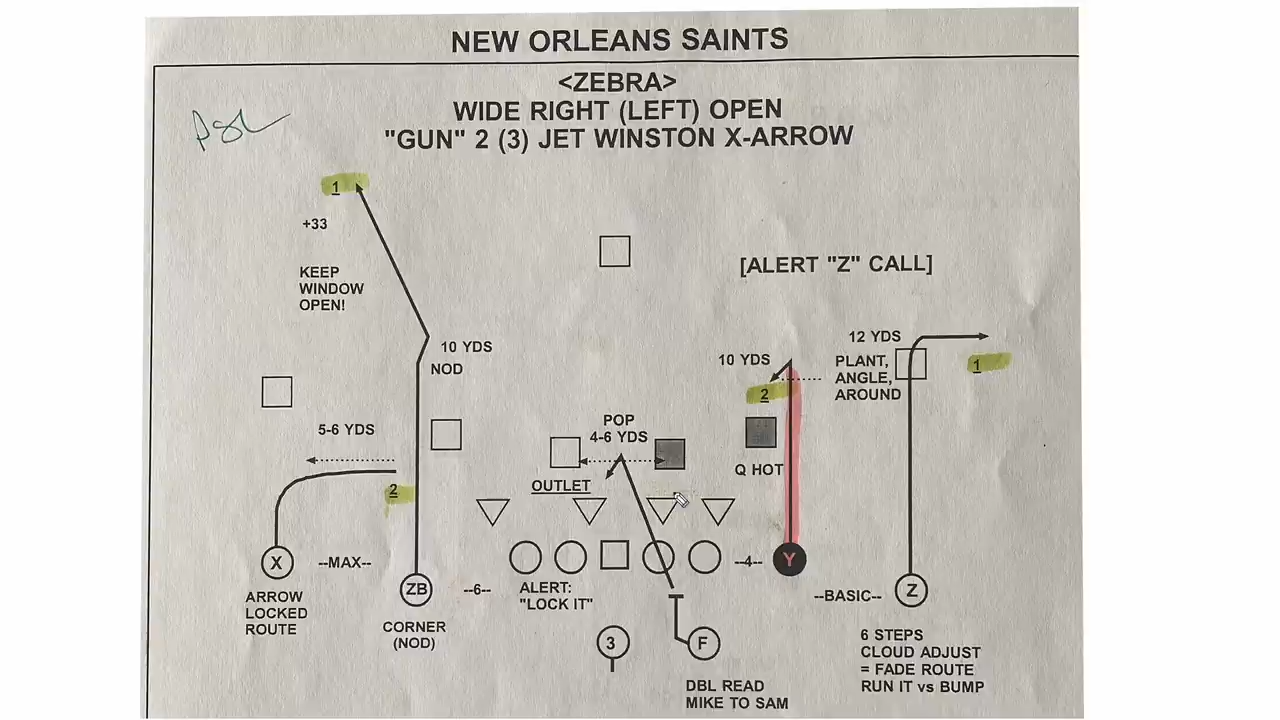 NEW ORLEANS SAINTS
<ZEBRA>
WIDE RIGHT (LEFT) OPEN
"GUN" 2 (3) JET WINSTON X-ARROW
1
+33
KEEP
WINDOW
OPEN!
[ALERT "Z" CALL]
10 YDS
NOD
12 YDS
10 YDS
PLANT,
ANGLE,
AROUND
1
2
5-6 YDS
POP
4-6 YDS
Q HOT
2
OUTLET
X
--MAX--
ZB
--6--
--4--
Y
--BASIC--
Z
ARROW
LOCKED
ROUTE
ALERT:
"LOCK IT"
CORNER
(NOD)
3
F
6 STEPS
CLOUD ADJUST
= FADE ROUTE
RUN IT vs BUMP
DBL READ
MIKE TO SAM